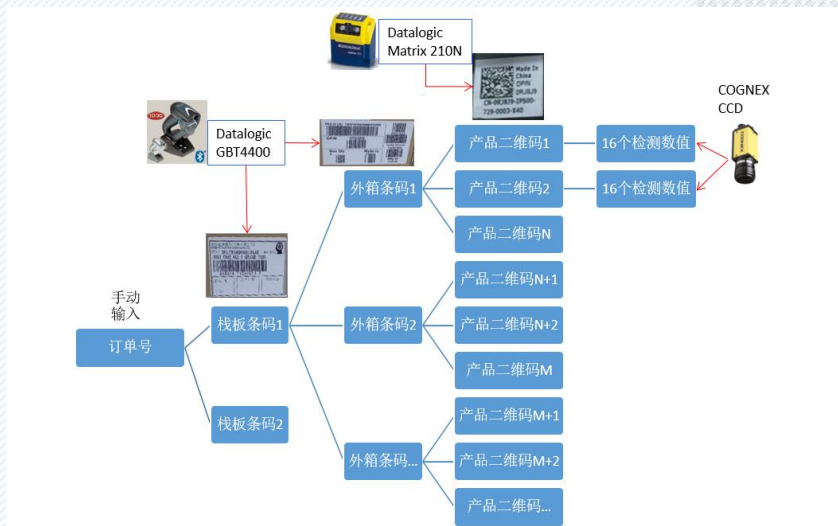 Datalogic
Matrix 210N
Made In
China
DP/N
COGNEX
CCD
Datalogic
GBT4400
产品二维码1
16个检测数值
外箱条码1
产品二维码2
16个检测数值
产品二维码N
产品二维码N+1
手动
输入
订单号
栈板条码1
外箱条码2
产品二维码N+2
产品二维码M
产品二维码M+1
栈板条码2
外箱条码...
产品二维码M+2
产品二维码...